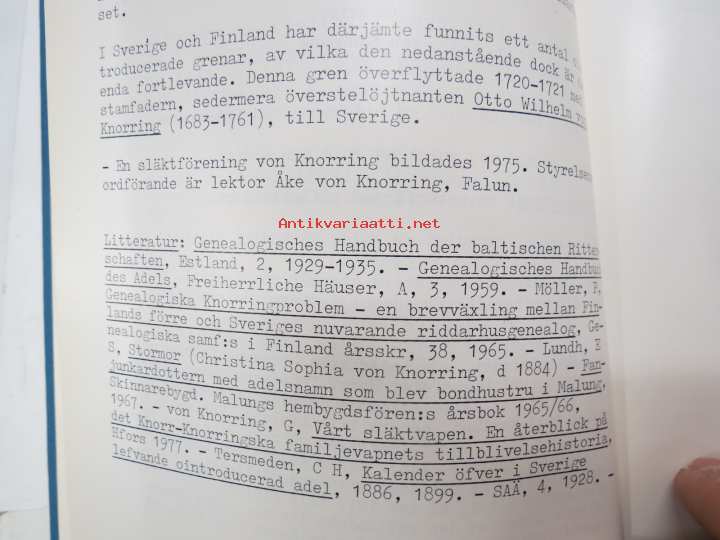 set.
I Sverige och Finland har därjämte funnits ett antal
troducerade grenar, av vilka den nedanstående dock är
enda fortlevande. Denna gren överflyttade 1720-1721
stamfadern, sedermera överstelöjtnanten Otto Wilhelm
Knorring (1683-1761), till Sverige.
- En släktförening von Knorring bildades 1975. Styrelsens
ordförande är lektor Åke von Knorring, Falun.
Antikvariaatti.net
Litteratur: Genealogisches Handbuch der baltischen Ritte
schaften, Estland, 2, 1929-1935. - Genealogisches Handbuc
des Adels, Freiherrliche Häuser, A, 3, 1959. - Möller, P,
Genealogiska Knorringproblem - en brevväxling mellan Fin-
lands förre och Sveriges nuvarande riddarhusgenealog, Ge-
nealogiska samf:s i Finland årsskr, 38, 1965. - Lundh, E
S, Stormor (Christina Sophia von Knorring, d 1884) - Fan-
junkardottern med adelsnamn som blev bondhustru i Malung,
Skinnarebygd. Malungs hembygdsfören:s årsbok 1965/66,
1967. - von Knorring, G, Vårt släktvapen. En återblick på
det Knorr-Knorringska familjevapnets tillblivelsehistoria,
Hfors 1977. - Tersmeden, C H, Kalender öfver i Sverige
lefvande ointroducerad adel, 1886, 1899. - SAÄ, 4, 1928. -